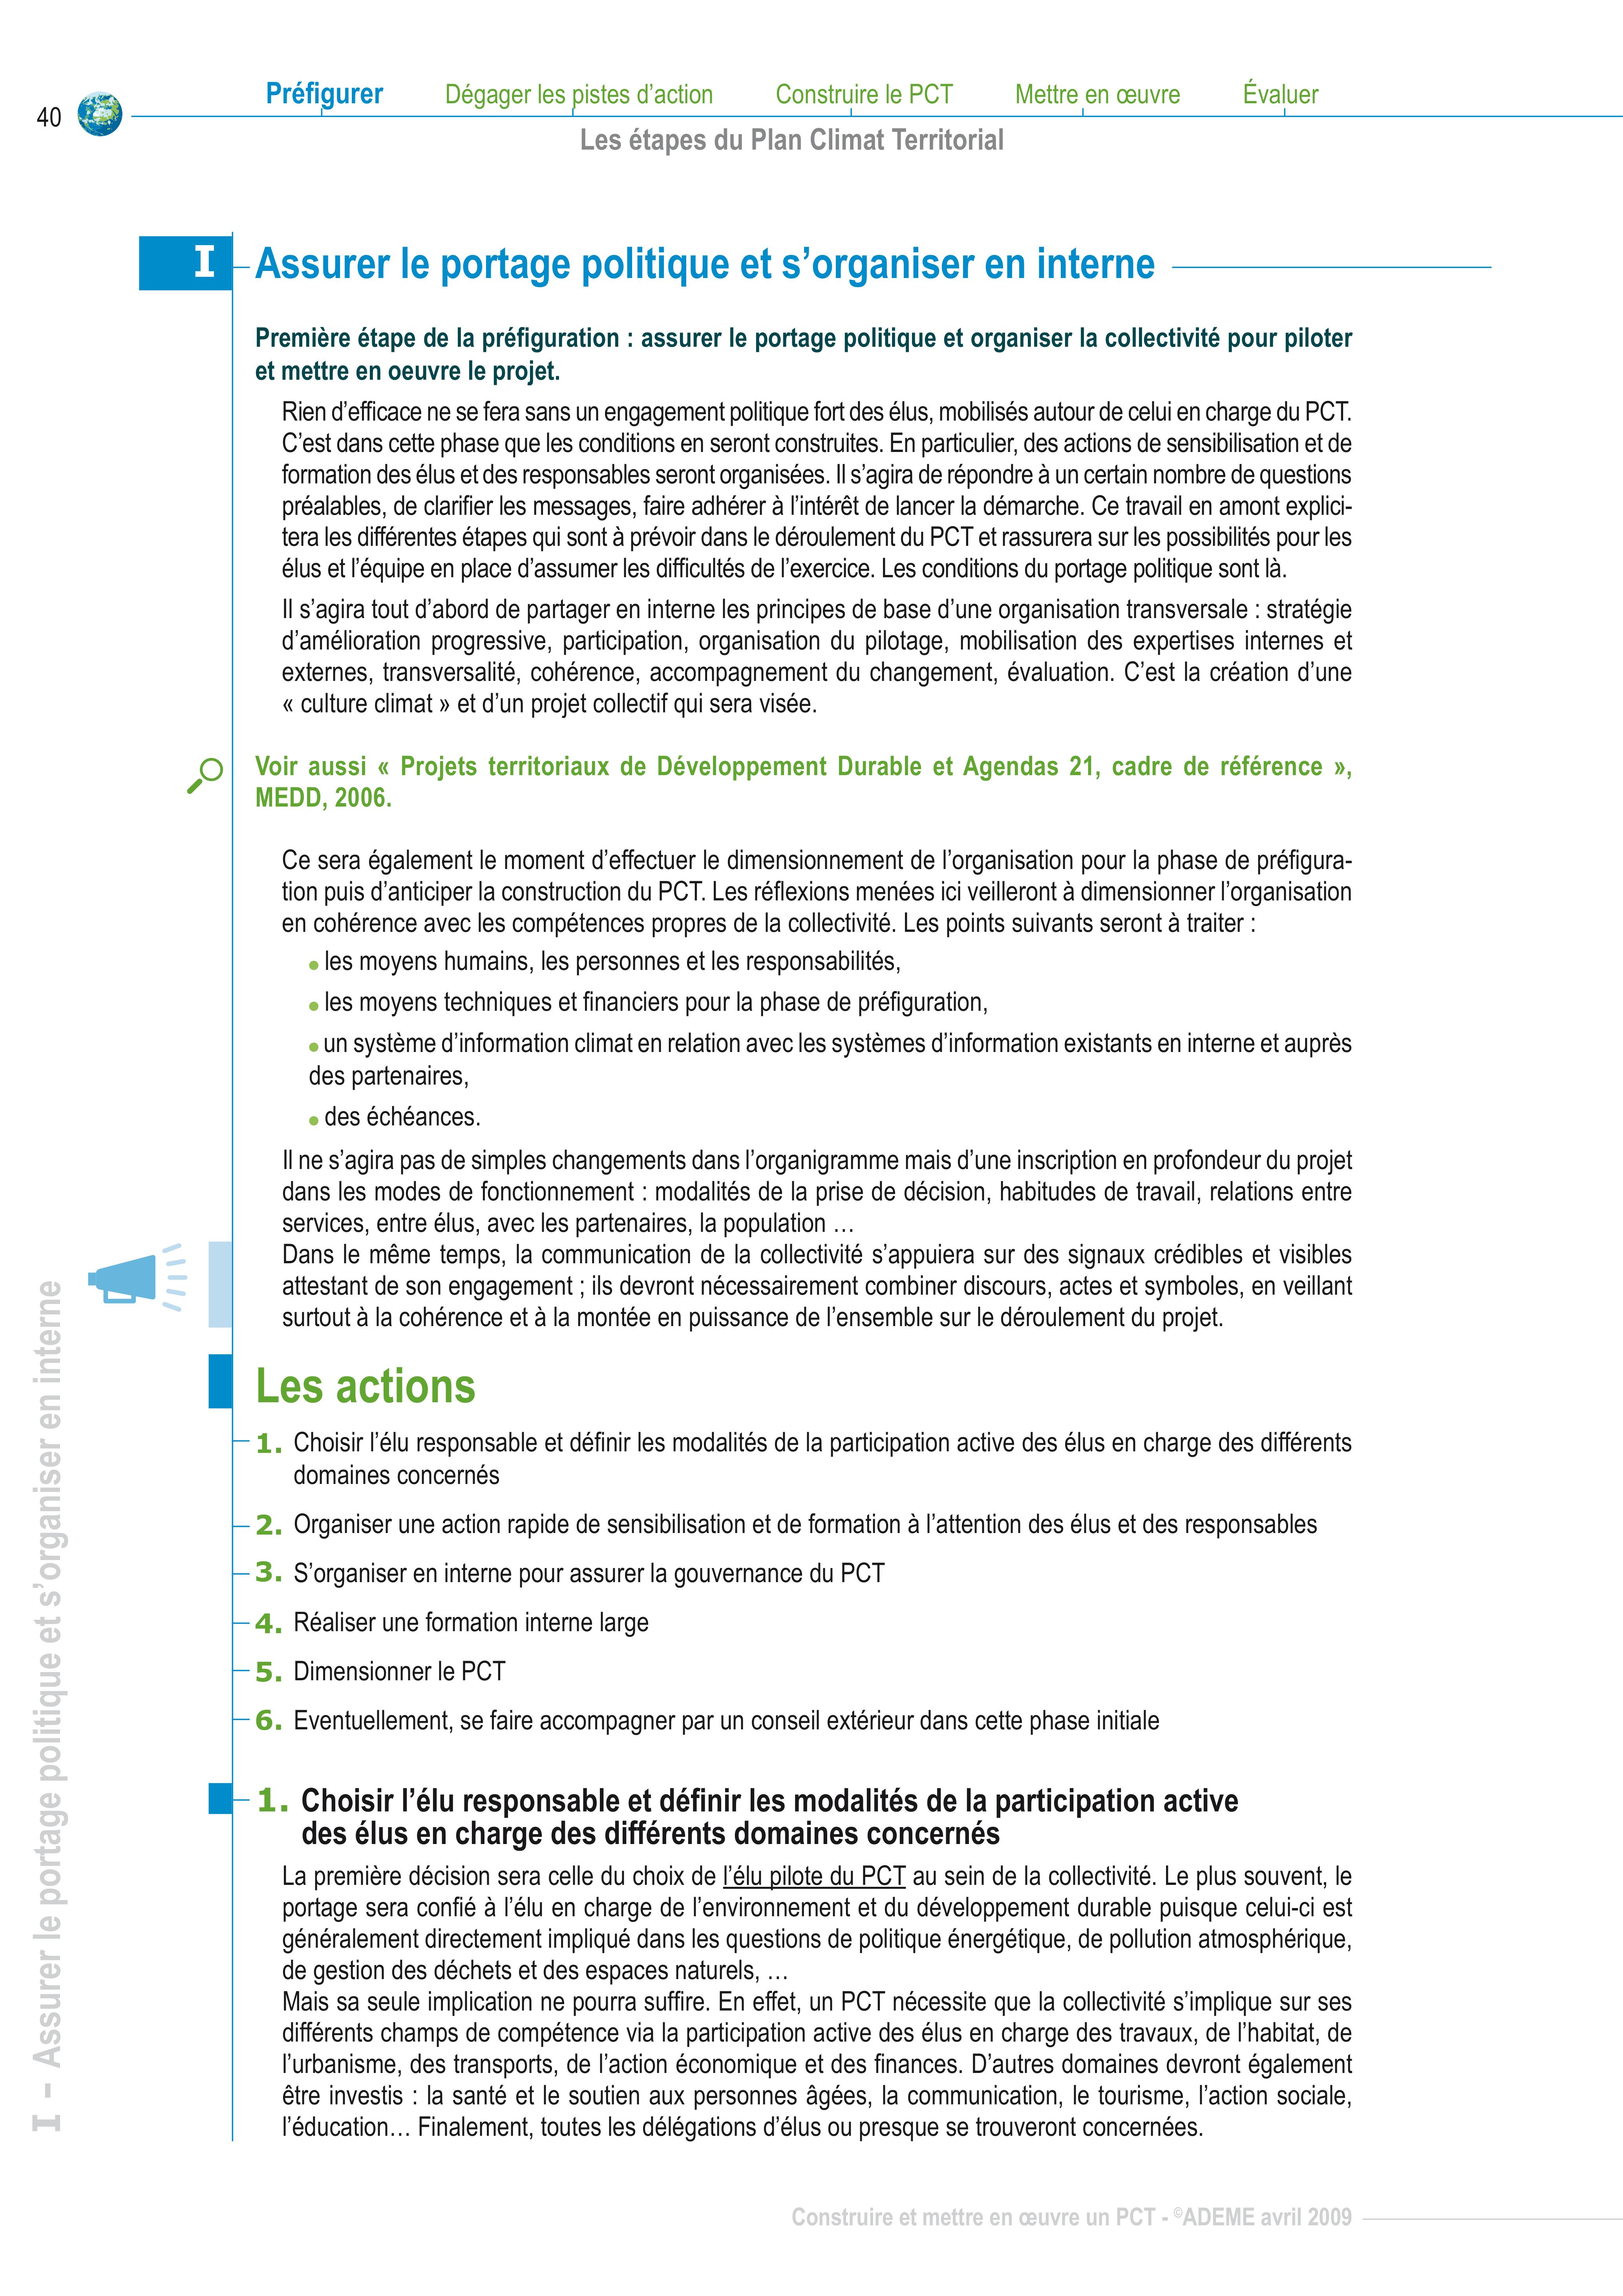 40
Préfigurer Dégager les pistes d'action Construire le PCT Mettre en œuvre Évaluer
Les étapes du Plan Climat Territorial
I Assurer le portage politique et s'organiser en interne
Première étape de la préfiguration : assurer le portage politique et organiser la collectivité pour piloter
et mettre en oeuvre le projet.
Rien d'efficace ne se fera sans un engagement politique fort des élus, mobilisés autour de celui en charge du PCT.
C'est dans cette phase que les conditions en seront construites. En particulier, des actions de sensibilisation et de
formation des élus et des responsables seront organisées. Il s'agira de répondre à un certain nombre de questions
préalables, de clarifier les messages, faire adhérer à l'intérêt de lancer la démarche. Ce travail en amont explici-
tera les différentes étapes qui sont à prévoir dans le déroulement du PCT et rassurera sur les possibilités pour les
élus et l'équipe en place d'assumer les difficultés de l'exercice. Les conditions du portage politique sont là.
Il s'agira tout d'abord de partager en interne les principes de base d'une organisation transversale : stratégie
d'amélioration progressive, participation, organisation du pilotage, mobilisation des expertises internes et
externes, transversalité, cohérence, accompagnement du changement, évaluation. C'est la création d'une
« culture climat » et d'un projet collectif qui sera visée.
Voir aussi « Projets territoriaux de Développement Durable et Agendas 21, cadre de référence »,
MEDD, 2006.
Ce sera également le moment d'effectuer le dimensionnement de l'organisation pour la phase de préfigura-
tion puis d'anticiper la construction du PCT. Les réflexions menées ici veilleront à dimensionner l'organisation
en cohérence avec les compétences propres de la collectivité. Les points suivants seront à traiter :
● les moyens humains, les personnes et les responsabilités,
● les moyens techniques et financiers pour la phase de préfiguration,
● un système d'information climat en relation avec les systèmes d'information existants en interne et auprès
des partenaires,
● des échéances.
Il ne s'agira pas de simples changements dans l'organigramme mais d'une inscription en profondeur du projet
dans les modes de fonctionnement : modalités de la prise de décision, habitudes de travail, relations entre
services, entre élus, avec les partenaires, la population …
Dans le même temps, la communication de la collectivité s'appuiera sur des signaux crédibles et visibles
attestant de son engagement ; ils devront nécessairement combiner discours, actes et symboles, en veillant
surtout à la cohérence et à la montée en puissance de l'ensemble sur le déroulement du projet.
Les actions
1. Choisir l'élu responsable et définir les modalités de la participation active des élus en charge des différents
domaines concernés
2. Organiser une action rapide de sensibilisation et de formation à l'attention des élus et des responsables
3. S'organiser en interne pour assurer la gouvernance du PCT
4. Réaliser une formation interne large
5. Dimensionner le PCT
6. Eventuellement, se faire accompagner par un conseil extérieur dans cette phase initiale
1. Choisir l'élu responsable et définir les modalités de la participation active
des élus en charge des différents domaines concernés
La première décision sera celle du choix de l'élu pilote du PCT au sein de la collectivité. Le plus souvent, le
portage sera confié à l'élu en charge de l'environnement et du développement durable puisque celui-ci est
généralement directement impliqué dans les questions de politique énergétique, de pollution atmosphérique,
de gestion des déchets et des espaces naturels, …
Mais sa seule implication ne pourra suffire. En effet, un PCT nécessite que la collectivité s'implique sur ses
différents champs de compétence via la participation active des élus en charge des travaux, de l'habitat, de
l'urbanisme, des transports, de l'action économique et des finances. D'autres domaines devront également
être investis : la santé et le soutien aux personnes âgées, la communication, le tourisme, l'action sociale,
l'éducation… Finalement, toutes les délégations d'élus ou presque se trouveront concernées.
I - Assurer le portage politique et s'organiser en interne
Construire et mettre en œuvre un PCT - ©ADEME avril 2009